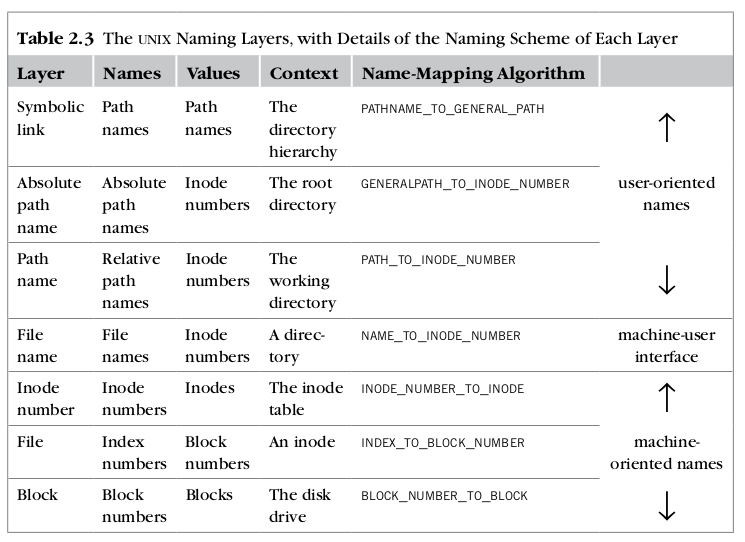 Table 2.3 The UNIX Naming Layers, with Details of the Naming Scheme of Each Layer
Layer Names Values Context Name-Mapping Algorithm
Symbolic link
Path names
Path names
The directory hierarchy
PATHNAME_TO_GENERAL_PATH
Absolute path name
Absolute path names
Inode numbers
The root directory
GENERALPATH_TO_INODE_NUMBER
user-oriented names
Path name
Relative path names
Inode numbers
The working directory
PATH_TO_INODE_NUMBER
File name
File names
Inode numbers
A direc-
tory
NAME_TO_INODE_NUMBER
machine-user interface
Inode number
Inode numbers
Inodes
The inode table
INODE_NUMBER_TO_INODE
File
Index numbers
Block numbers
An inode
INDEX_TO_BLOCK_NUMBER
machine-
oriented names
Block
Block numbers
Blocks
The disk drive
BLOCK_NUMBER_TO_BLOCK